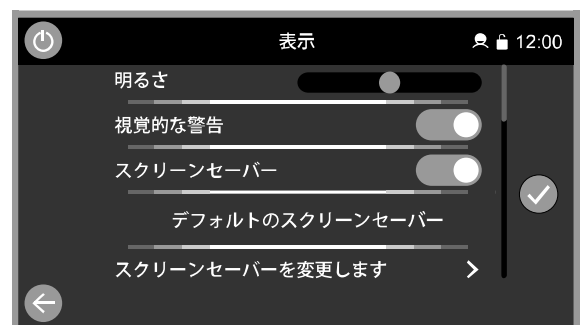 表示
12:00
明るさ
視覚的な警告
スクリーンセーバー
デフォルトのスクリーンセーバー
スクリーンセーバーを変更します